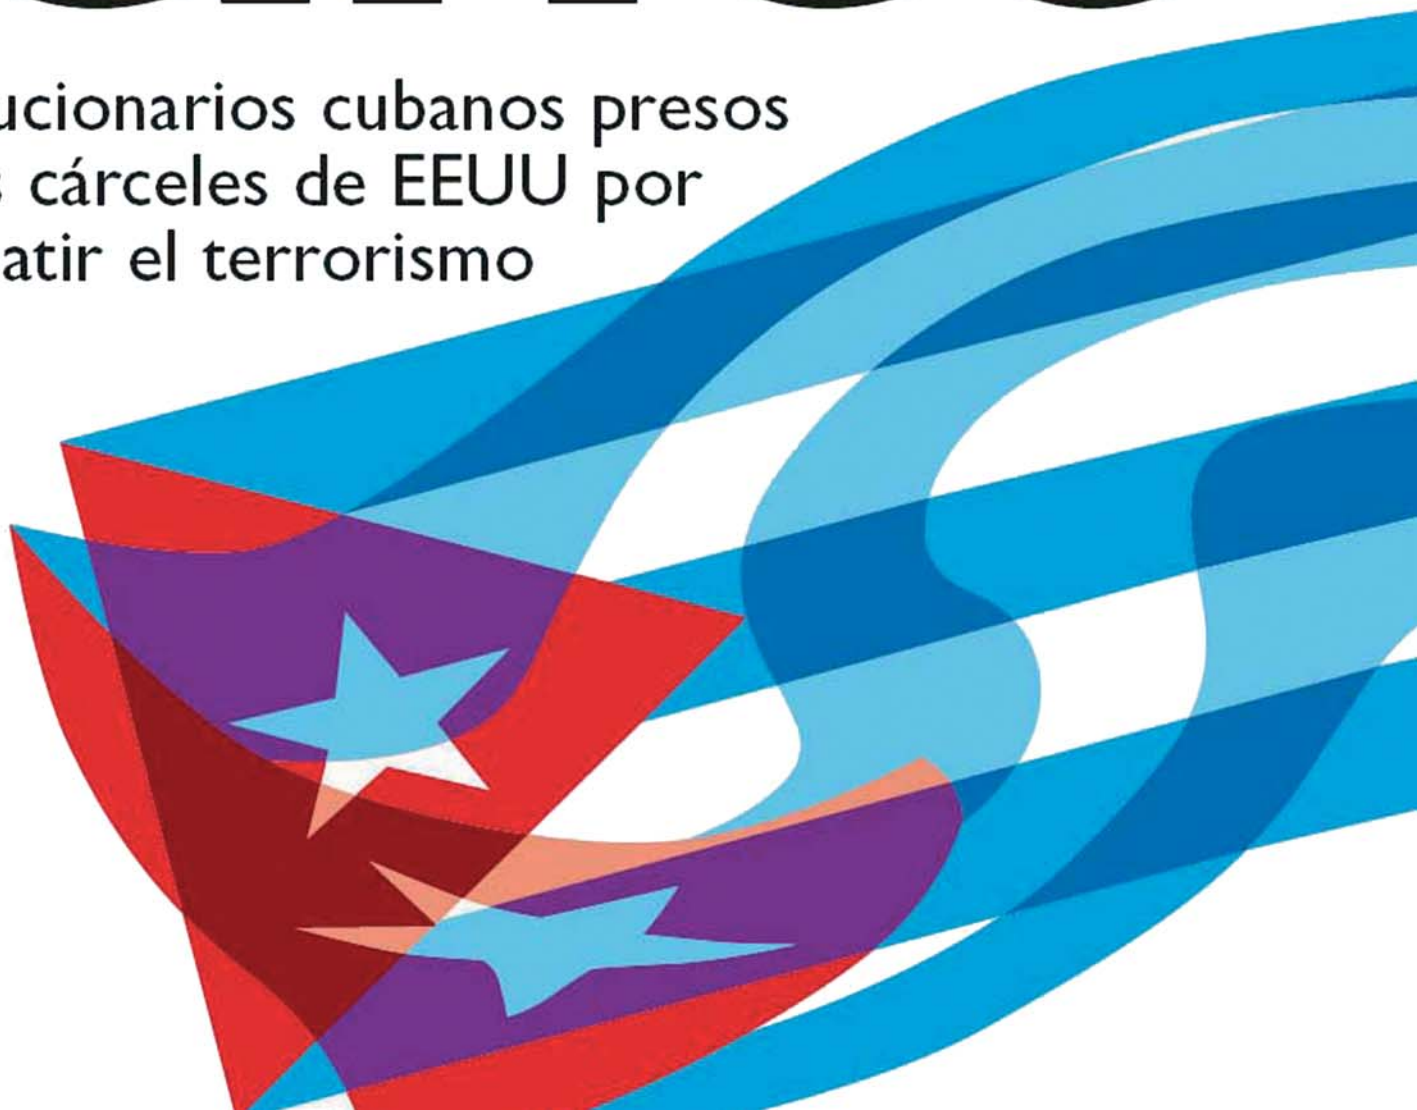 ucionarios cubanos presos
s cárceles de EEUU por
atir el terrorismo